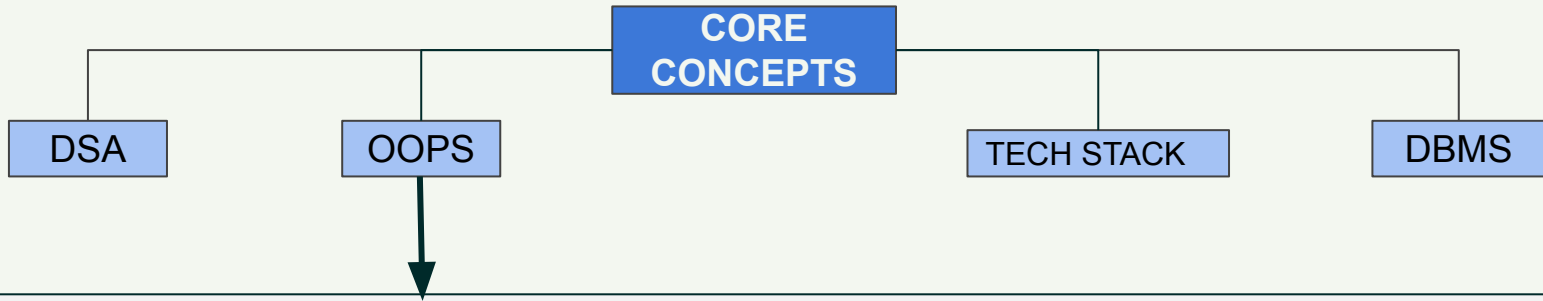 CORE
CONCEPTS
DSA
OOPS
TECH STACK
DBMS